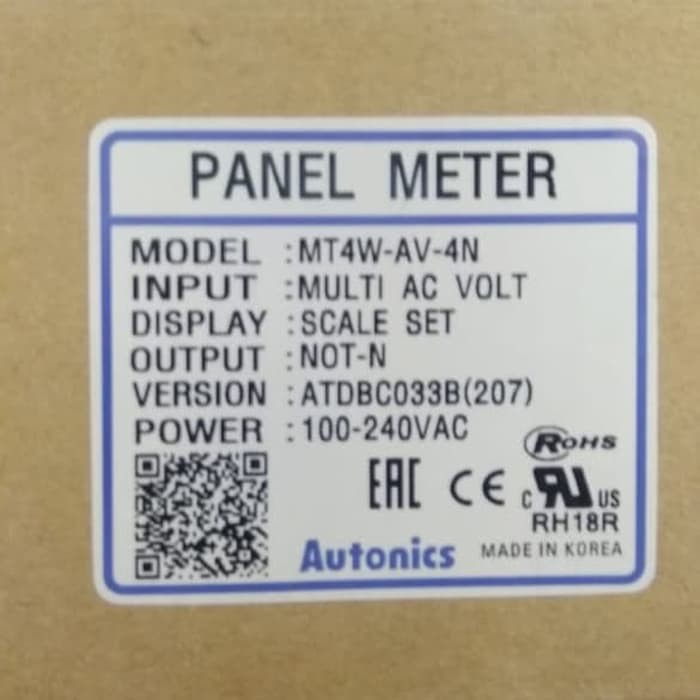 PANEL METER
MODEL :MT4W-AV-4N
INPUT :MULTI AC VOLT
DISPLAY :SCALE SET
OUTPUT :NOT-N
VERSION :ATDBC033B(207)
POWER :100-240VAC
RoHS
EAC CE c RU US
RH18R
Autonics MADE IN KOREA